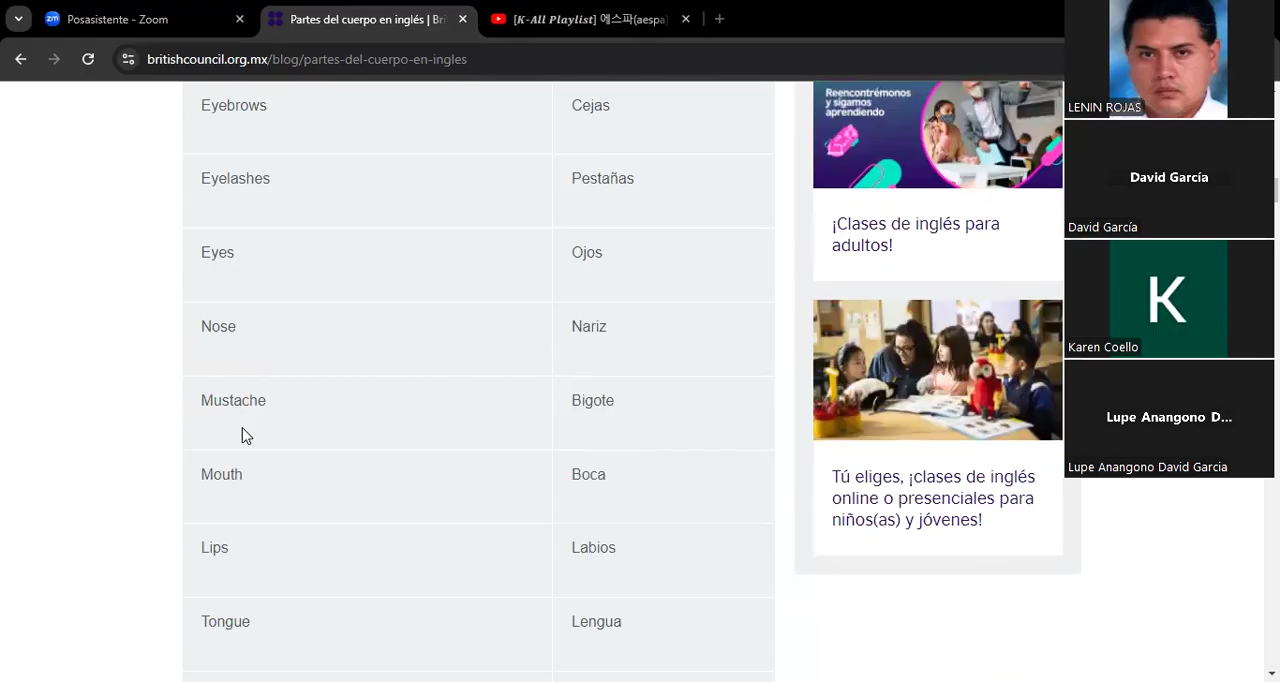 Posasistente - Zoom
Partes del cuerpo en inglés | Bri
[K-All Playlist] 에스파(aespa)
britishcouncil.org.mx/blog/partes-del-cuerpo-en-ingles
Eyebrows Cejas
Eyelashes Pestañas
Eyes Ojos
Nose Nariz
Mustache Bigote
Mouth Boca
Lips Labios
Tongue Lengua
Reencontrémonos
y sigamos
aprendiendo
¡Clases de inglés para
adultos!
Tú eliges, ¡clases de inglés
online o presenciales para
niños(as) y jóvenes!
LENIN ROJAS
David García
David García
K
Karen Coello
Lupe Anangono D...
Lupe Anangono David Garcia